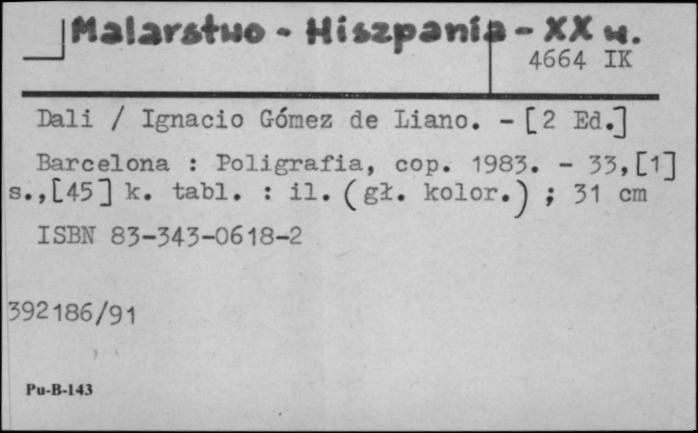 Malarstwo - Hiszpania - XX w.
4664 IK
Dali / Ignacio Gómez de Liano. - [2 Ed.]
Barcelona : Poligrafia, cop. 1983. - 33,[1]
s.,[45] k. tabl. : il. (gł. kolor.) ; 31 cm
ISBN 83-343-0618-2
392186/91
Pu-B-143